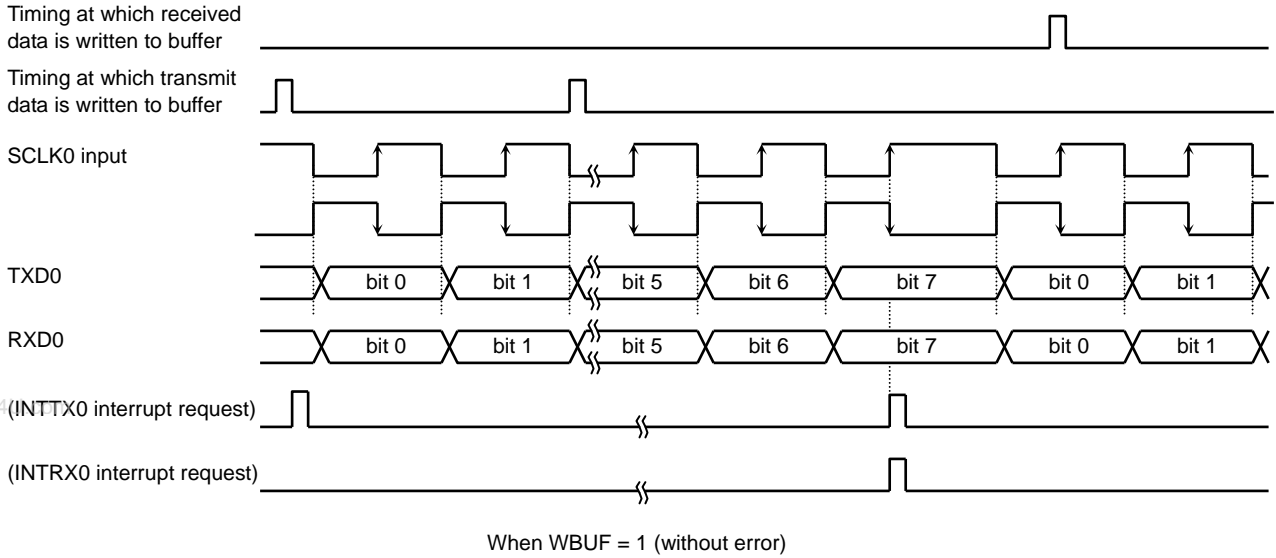 Timing at which received
data is written to buffer
Timing at which transmit
data is written to buffer
SCLK0 input
TXD0
bit 0 bit 1 bit 5 bit 6 bit 7 bit 0 bit 1
RXD0
bit 0 bit 1 bit 5 bit 6 bit 7 bit 0 bit 1
(INTTX0 interrupt request)
(INTRX0 interrupt request)
When WBUF = 1 (without error)